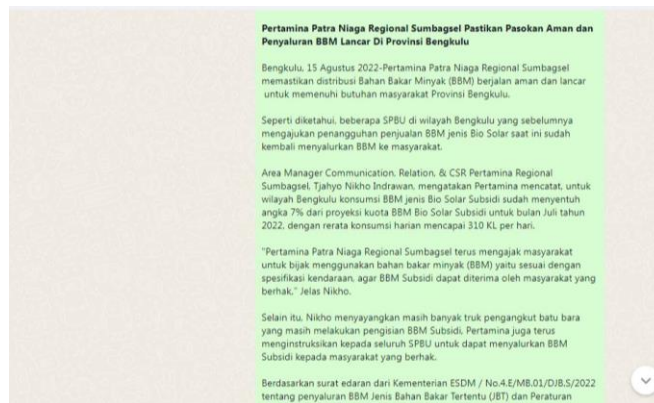 Pertamina Patra Niaga Regional Sumbagsel Pastikan Pasokan Aman dan
Penyaluran BBM Lancar Di Provinsi Bengkulu
Bengkulu, 15 Agustus 2022-Pertamina Patra Niaga Regional Sumbagsel
memastikan distribusi Bahan Bakar Minyak (BBM) berjalan aman dan lancar
untuk memenuhi butuhan masyarakat Provinsi Bengkulu.
Seperti diketahui, beberapa SPBU di wilayah Bengkulu yang sebelumnya
mengajukan penangguhan penjualan BBM jenis Bio Solar saat ini sudah
kembali menyalurkan BBM ke masyarakat.
Area Manager Communication, Relation, & CSR Pertamina Regional
Sumbagsel, Tjahyo Nikho Indrawan, mengatakan Pertamina mencatat, untuk
wilayah Bengkulu konsumsi BBM jenis Bio Solar Subsidi sudah menyentuh
angka 7% dari proyeksi kuota BBM Bio Solar Subsidi untuk bulan Juli tahun
2022, dengan rerata konsumsi harian mencapai 310 KL per hari.
"Pertamina Patra Niaga Regional Sumbagsel terus mengajak masyarakat
untuk bijak menggunakan bahan bakar minyak (BBM) yaitu sesuai dengan
spesifikasi kendaraan, agar BBM Subsidi dapat diterima oleh masyarakat yang
berhak," Jelas Nikho.
Selain itu, Nikho menyayangkan masih banyak truk pengangkut batu bara
yang masih melakukan pengisian BBM Subsidi, Pertamina juga terus
menginstruksikan kepada seluruh SPBU untuk dapat menyalurkan BBM
Subsidi kepada masyarakat yang berhak.
Berdasarkan surat edaran dari Kementerian ESDM / No.4.E/MB.01/DJB.S/2022
tentang penyaluran BBM Jenis Bahan Bakar Tertentu (JBT) dan Peraturan